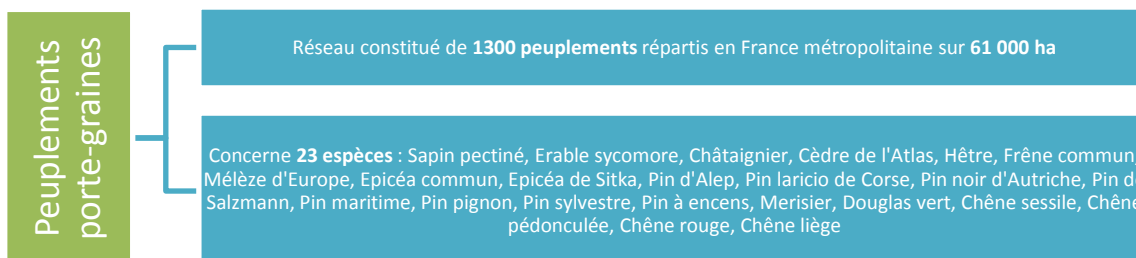 Peuplements
porte-graines
Réseau constitué de 1300 peuplements répartis en France métropolitaine sur 61 000 ha
Concerne 23 espèces : Sapin pectiné, Erable sycomore, Châtaignier, Cèdre de l'Atlas, Hêtre, Frêne commun,
Mélèze d'Europe, Epicéa commun, Epicéa de Sitka, Pin d'Alep, Pin laricio de Corse, Pin noir d'Autriche, Pin de
Salzmann, Pin maritime, Pin pignon, Pin sylvestre, Pin à encens, Merisier, Douglas vert, Chêne sessile, Chêne
pédonculée, Chêne rouge, Chêne liège